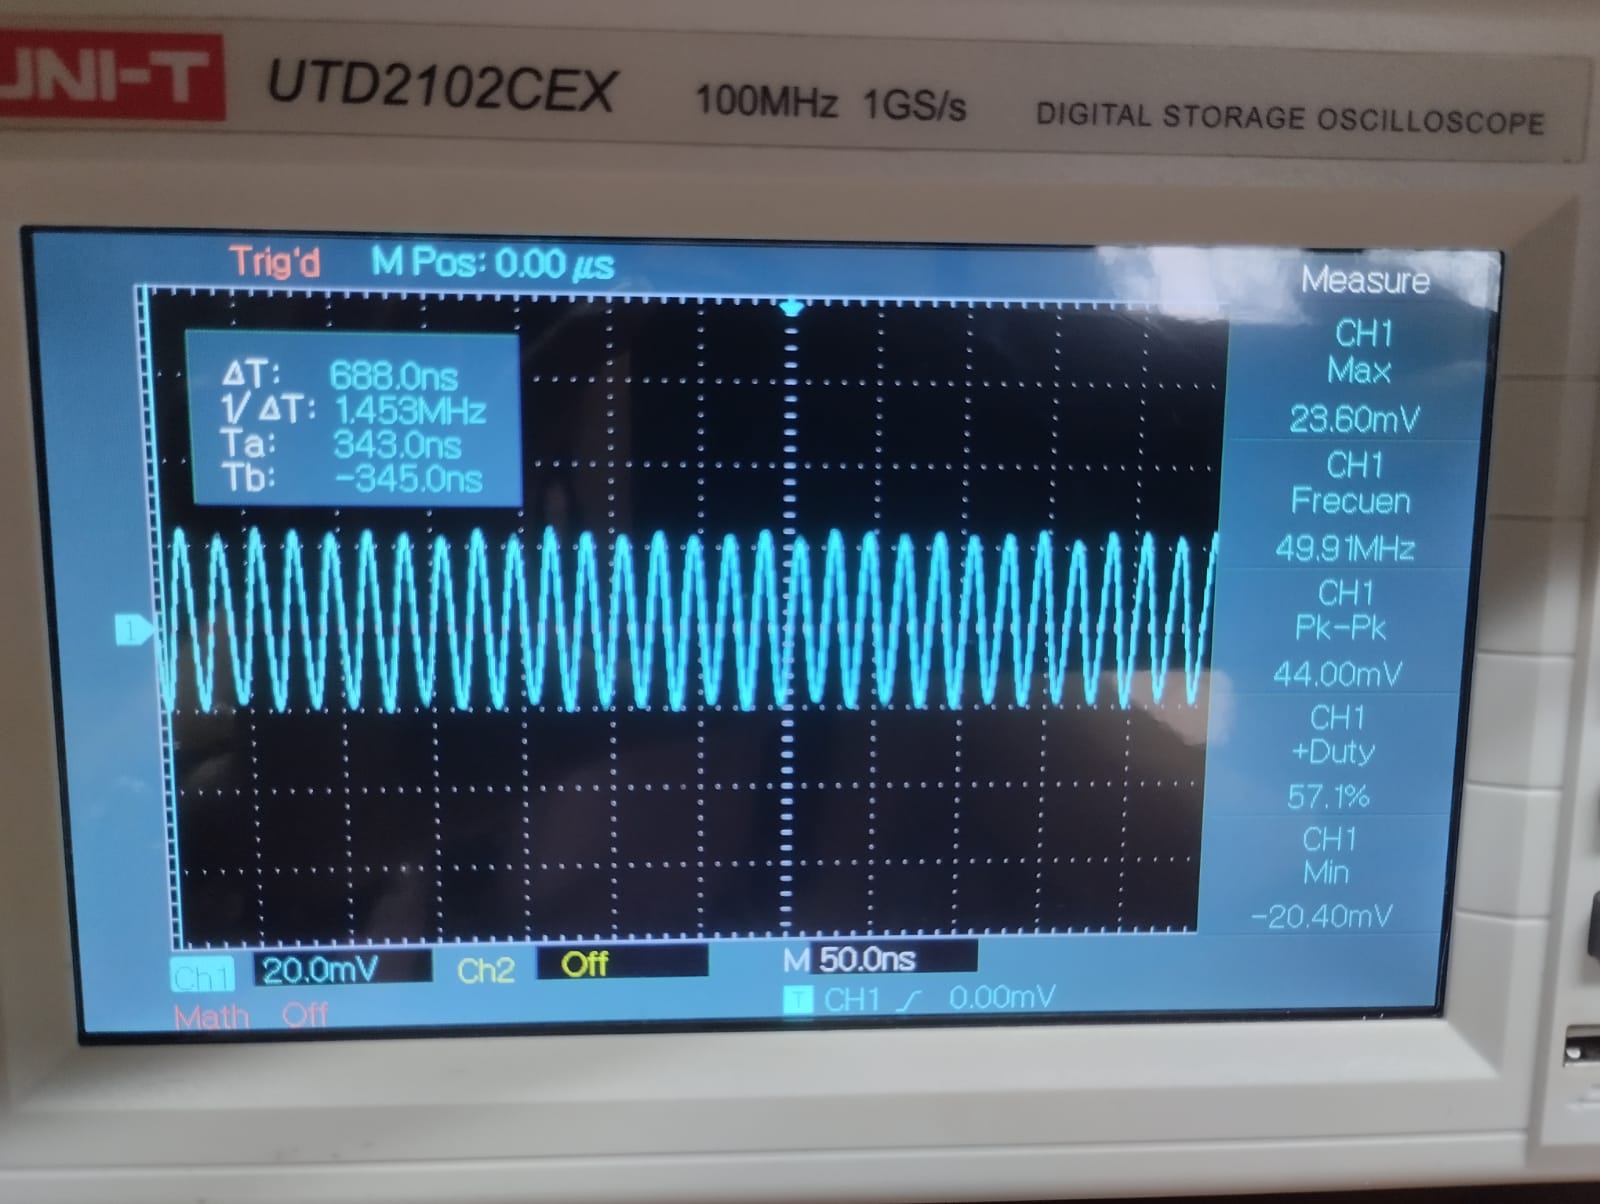 UNI-T UTD2102CEX 100MHz 1GS/s DIGITAL STORAGE OSCILLOSCOPE
Trig'd M Pos: 0.00 µs
ΔT: 688.0ns
1/ΔT: 1.453MHz
Ta: 343.0ns
Tb: -345.0ns
1
Measure
CH1
Max
23.60mV
CH1
Frecuen
49.91MHz
CH1
Pk-Pk
44.00mV
CH1
+Duty
57.1%
CH1
Min
-20.40mV
Ch1 20.0mV Ch2 Off M 50.0ns
Math Off T CH1 0.00mV